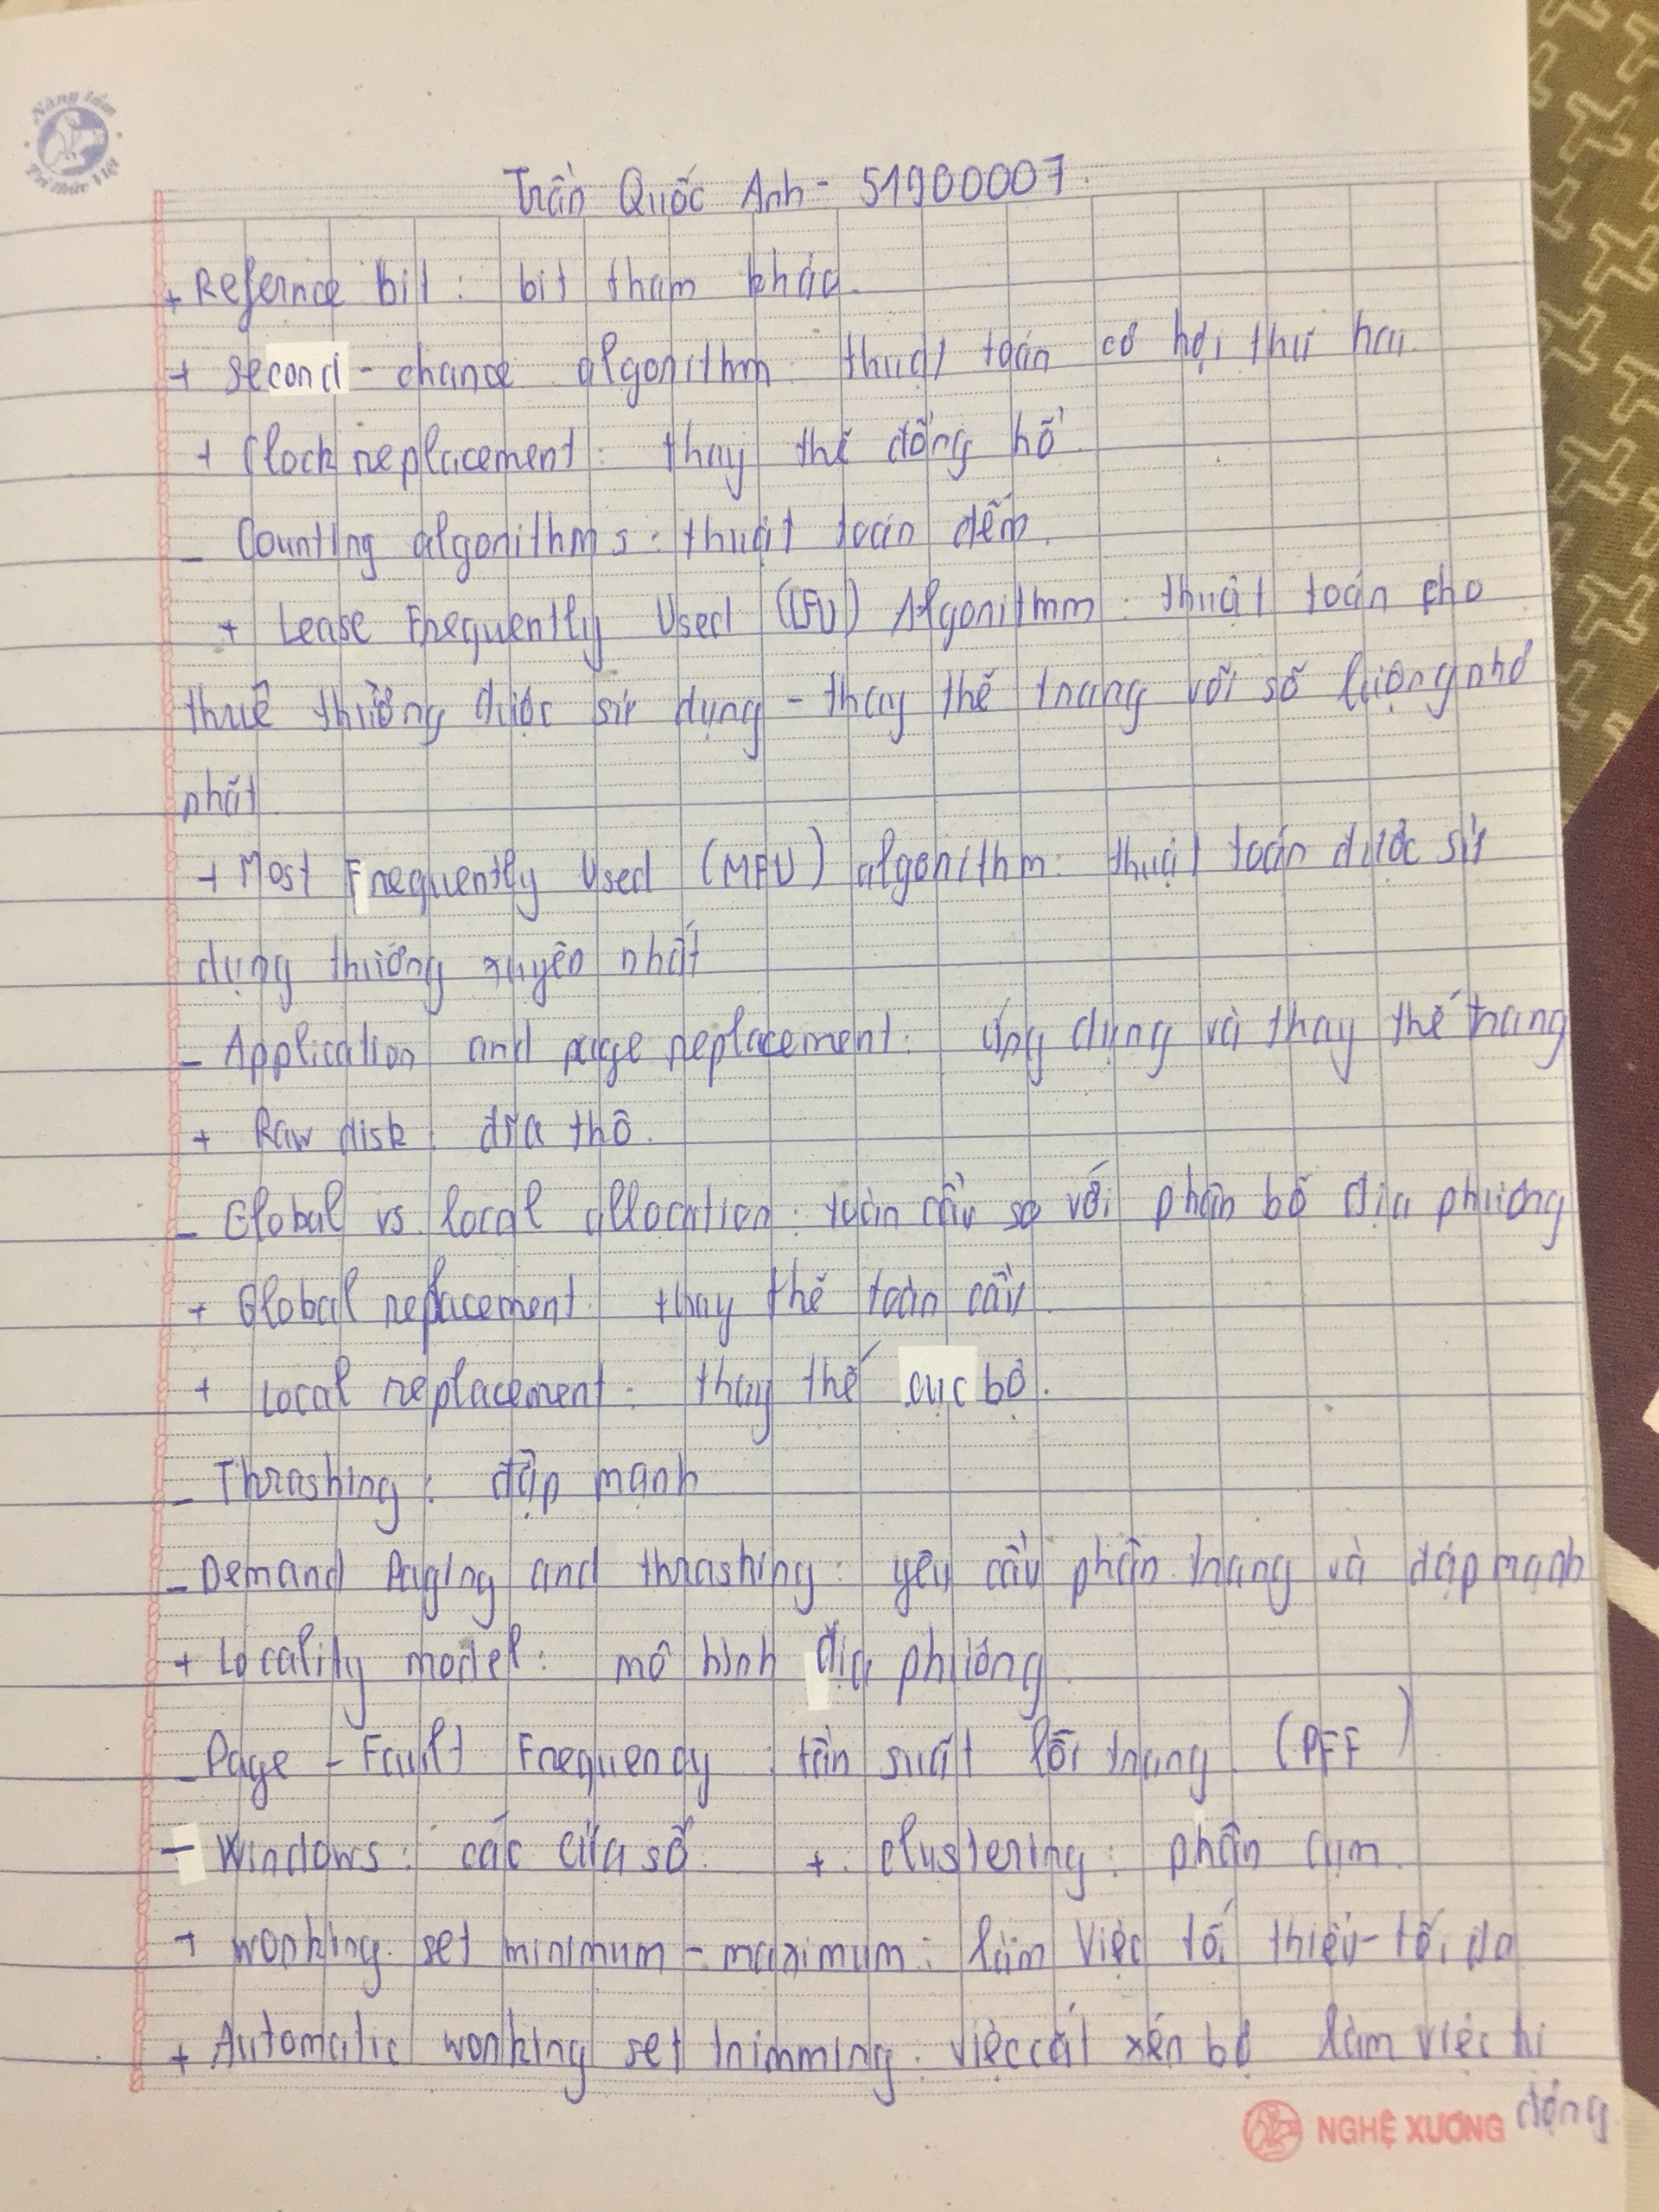 Nâng tầm
Tri thức Việt
Trần Quốc Anh - 51900007.
+ Refernce bit : bit tham khảo.
+ second - chance algorithm : thuật toán cơ hội thứ hai.
+ Clock replacement : thay thế đồng hồ
- Counting algorithms : thuật toán đếm.
+ Lease Frequently Used (LFU) Algorithm : thuật toán cho
thuê thường được sử dụng - thay thế trang với số lượng nhỏ
nhất.
+ Most Frequently Used (MFU) algorithm : thuật toán được sử
dụng thường xuyên nhất
- Application and page replacement : ứng dụng và thay thế trang
+ Raw disk : đĩa thô.
- Global vs. local allocation : toàn cầu so với phân bổ địa phương
+ Global replacement : thay thế toàn cầu.
+ Local replacement : thay thế cục bộ.
- Thrashing : đập mạnh
- Demand Paging and thrashing : yêu cầu phân trang và đập mạnh
+ Locality model : mô hình địa phương.
- Page - Fault Frequency : tần suất lỗi trang (PFF)
- Windows : các cửa sổ. + clustering : phân cụm.
+ working set minimum - maximum : làm việc tối thiểu - tối đa
+ Automatic working set trimming : việc cắt xén bộ làm việc tự
động
NGHỆ XƯƠNG